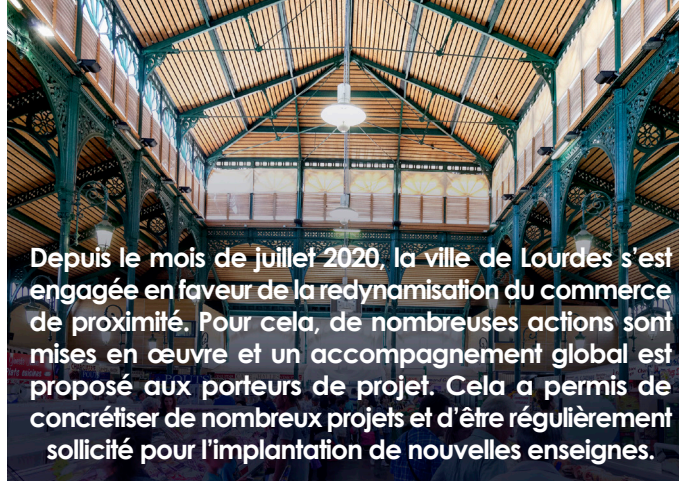 Depuis le mois de juillet 2020, la ville de Lourdes s’est
engagée en faveur de la redynamisation du commerce
de proximité. Pour cela, de nombreuses actions sont
mises en œuvre et un accompagnement global est
proposé aux porteurs de projet. Cela a permis de
concrétiser de nombreux projets et d’être régulièrement
sollicité pour l’implantation de nouvelles enseignes.